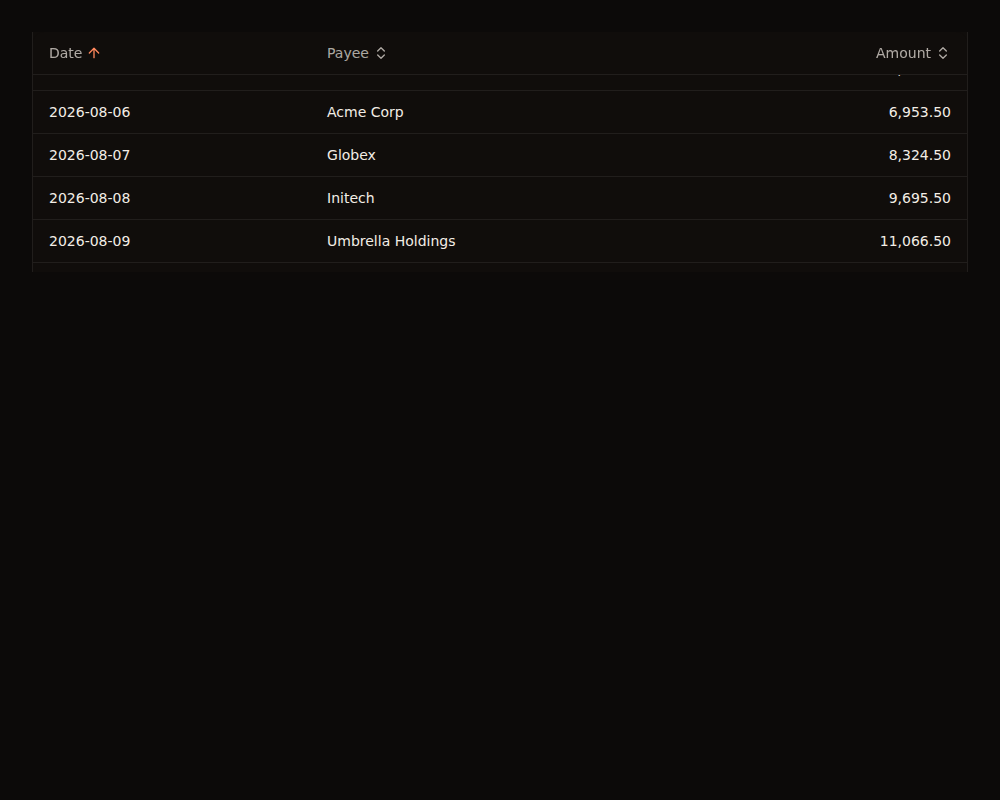 Date Payee Amount
2026-08-06 Acme Corp 6,953.50
2026-08-07 Globex 8,324.50
2026-08-08 Initech 9,695.50
2026-08-09 Umbrella Holdings 11,066.50